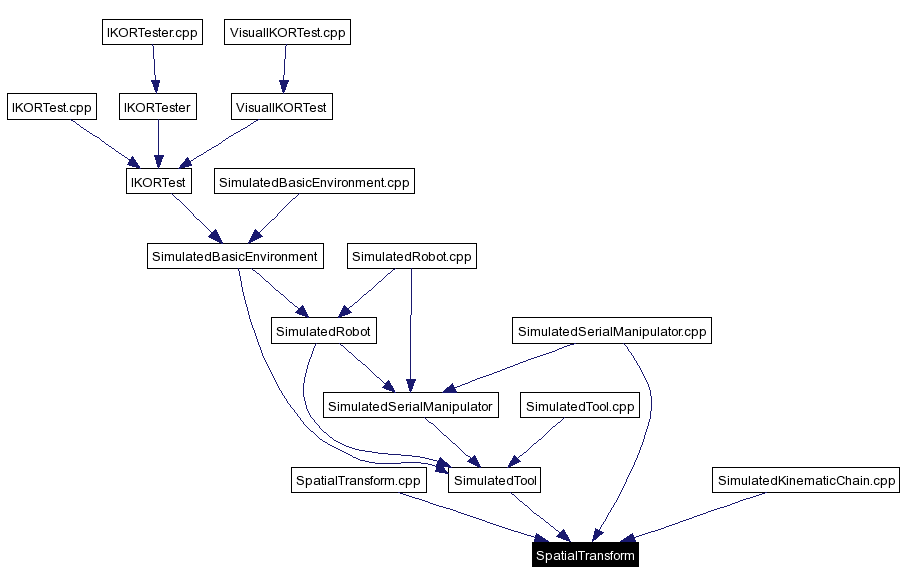 IKORTester.cpp
VisualIKORTest.cpp
IKORTest.cpp
IKORTester
VisualIKORTest
IKORTest
SimulatedBasicEnvironment.cpp
SimulatedBasicEnvironment
SimulatedRobot.cpp
SimulatedRobot
SimulatedSerialManipulator.cpp
SimulatedSerialManipulator
SimulatedTool.cpp
SpatialTransform.cpp
SimulatedTool
SimulatedKinematicChain.cpp
SpatialTransform